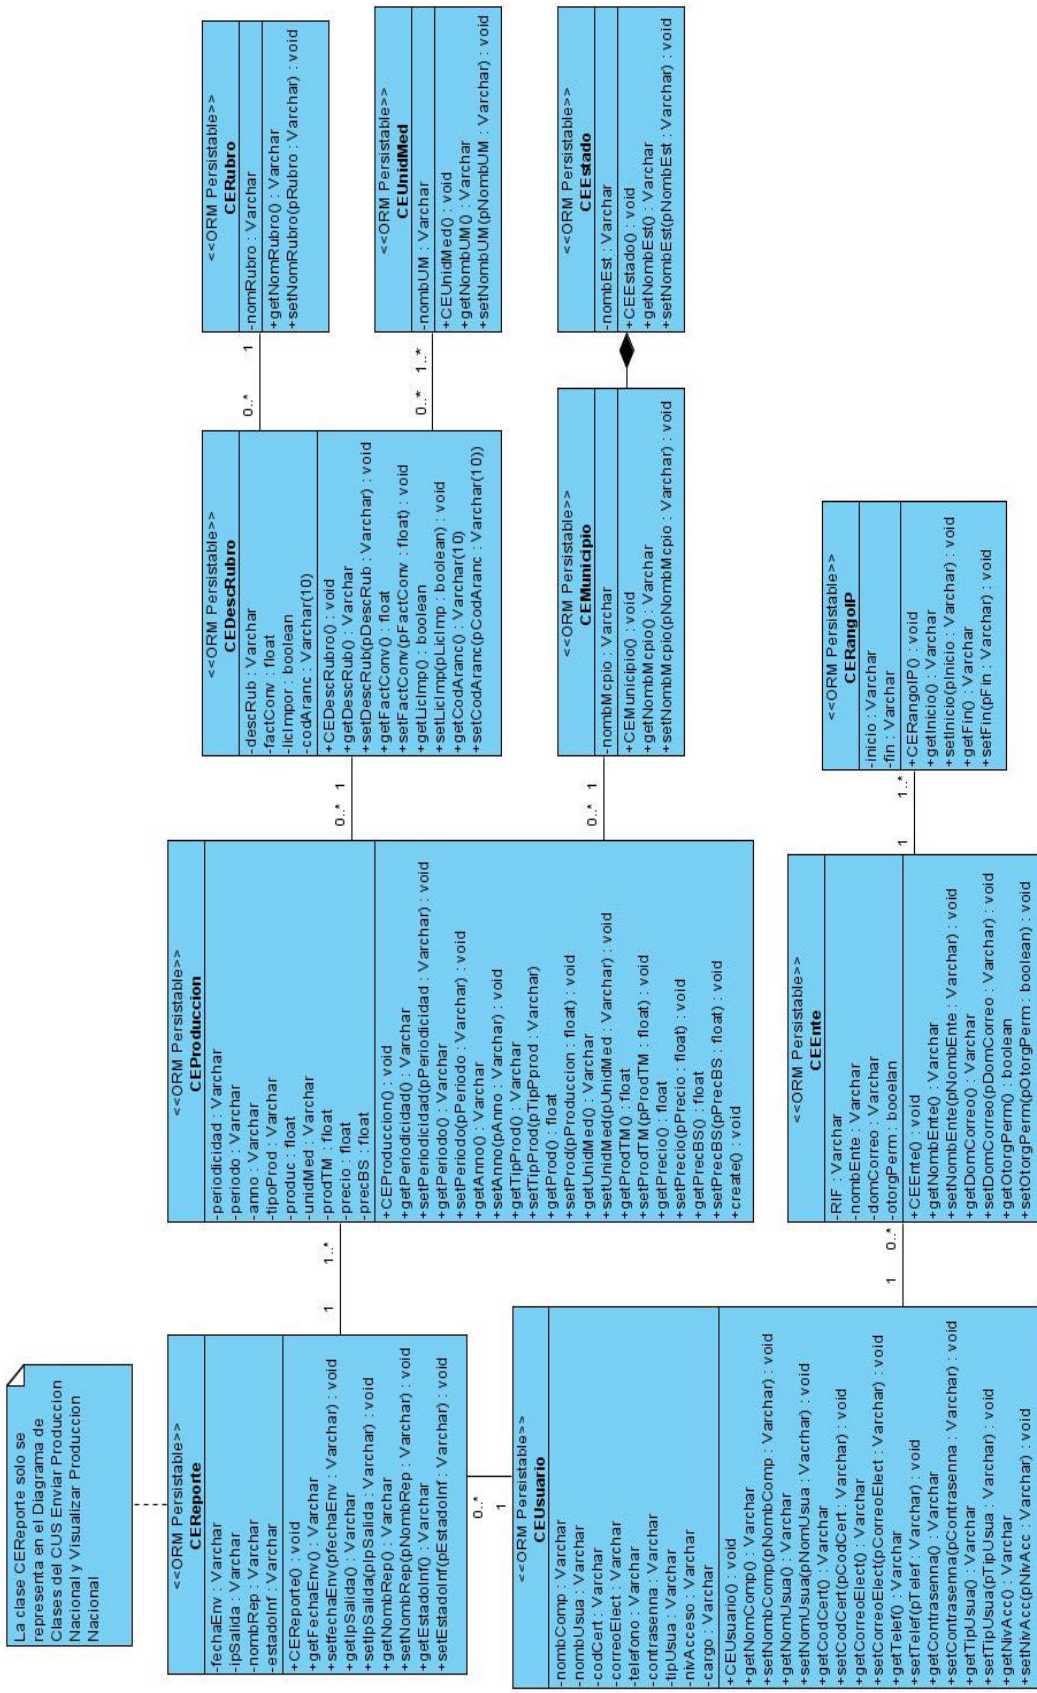 La clase CEReporte solo se
representa en el Diagrama de
Clases del CUS Enviar Produccion
Nacional y Visualizar Produccion
Nacional
<<ORM Persistable>>
CEReporte
-fechaEnv : Varchar
-ipSalida : Varchar
-nombRep : Varchar
-estadoInf : Varchar
+CEReporte() : void
+getFechaEnv() : Varchar
+setfechaEnv(pfechaEnv : Varchar) : void
+getIpSalida() : Varchar
+setIpSalida(pIpSalida : Varchar) : void
+getNombRep() : Varchar
+setNombRep(pNombRep : Varchar) : void
+getEstadoInf() : Varchar
+setEstadoInf(pEstadoInf : Varchar) : void
1
1..*
<<ORM Persistable>>
CEProduccion
-periodicidad : Varchar
-periodo : Varchar
-anno : Varchar
-tipoProd : Varchar
-produc : float
-unidMed : Varchar
-prodTM : float
-precio : float
-precBS : float
+CEProduccion() : void
+getPeriodicidad() : Varchar
+setPeriodicidad(pPeriodicidad : Varchar) : void
+getPeriodo() : Varchar
+setPeriodo(pPeriodo : Varchar) : void
+getAnno() : Varchar
+setAnno(pAnno : Varchar) : void
+getTipProd() : Varchar
+setTipProd(pTipPprod : Varchar)
+getProd() : float
+setProd(pProduccion : float) : void
+getUnidMed() : Varchar
+setUnidMed(pUnidMed : Varchar) : void
+getProdTM() : float
+setProdTM(pProdTM : float) : void
+getPrecio() : float
+setPrecio(pPrecio : float) : void
+getPrecBS() : float
+setPrecBS(pPrecBS : float) : void
+create() : void
0..*
1
<<ORM Persistable>>
CEDescRubro
-descRub : Varchar
-factConv : float
-licImpor : boolean
-codAranc : Varchar(10)
+CEDescRubro() : void
+getDescRub() : Varchar
+setDescRub(pDescRub : Varchar) : void
+getFactConv() : float
+setFactConv(pFactConv : float) : void
+getLicImp() : boolean
+setLicImp(pLicImp : boolean) : void
+getCodAranc() : Varchar(10)
+setCodAranc(pCodAranc : Varchar(10))
0..*
1
<<ORM Persistable>>
CERubro
-nomRubro : Varchar
+getNomRubro() : Varchar
+setNomRubro(pRubro : Varchar) : void
0..*
1..*
<<ORM Persistable>>
CEUnidMed
-nombUM : Varchar
+CEUnidMed() : void
+getNombUM() : Varchar
+setNombUM(pNombUM : Varchar) : void
0..*
1
<<ORM Persistable>>
CEMunicipio
-nombMcpio : Varchar
+CEMunicipio() : void
+getNombMcpio() : Varchar
+setNombMcpio(pNombMcpio : Varchar) : void
<<ORM Persistable>>
CEEstado
-nombEst : Varchar
+CEEstado() : void
+getNombEst() : Varchar
+setNombEst(pNombEst : Varchar) : void
0..*
1
<<ORM Persistable>>
CEUsuario
-nombComp : Varchar
-nombUsua : Varchar
-codCert : Varchar
-correoElect : Varchar
-telefono : Varchar
-contrasenna : Varchar
-tipUsua : Varchar
-nivAcceso : Varchar
-cargo : Varchar
+CEUsuario() : void
+getNomComp() : Varchar
+setNombComp(pNombComp : Varchar) : void
+getNomUsua() : Varchar
+setNomUsua(pNomUsua : Vacrhar) : void
+getCodCert() : Varchar
+setCodCert(pCodCert : Varchar) : void
+getCorreoElect() : Varchar
+setCorreoElect(pCorreoElect : Varchar) : void
+getTelef() : Varchar
+setTelef(pTelef : Varchar) : void
+getContrasenna() : Varchar
+setContrasenna(pContrasenna : Varchar) : void
+getTipUsua() : Varchar
+setTipUsua(pTipUsua : Varchar) : void
+getNivAcc() : Varchar
+setNivAcc(pNivAcc : Varchar) : void
1
0..*
<<ORM Persistable>>
CEEnte
-RIF : Varchar
-nombEnte : Varchar
-domCorreo : Varchar
-otorgPerm : boolean
+CEEnte() : void
+getNombEnte() : Varchar
+setNombEnte(pNombEnte : Varchar) : void
+getDomCorreo() : Varchar
+setDomCorreo(pDomCorreo : Varchar) : void
+getOtorgPerm() : boolean
+setOtorgPerm(pOtorgPerm : boolean) : void
1
1..*
<<ORM Persistable>>
CERangoIP
-inicio : Varchar
-fin : Varchar
+CERangoIP() : void
+getInicio() : Varchar
+setInicio(pInicio : Varchar) : void
+getFin() : Varchar
+setFin(pFin : Varchar) : void